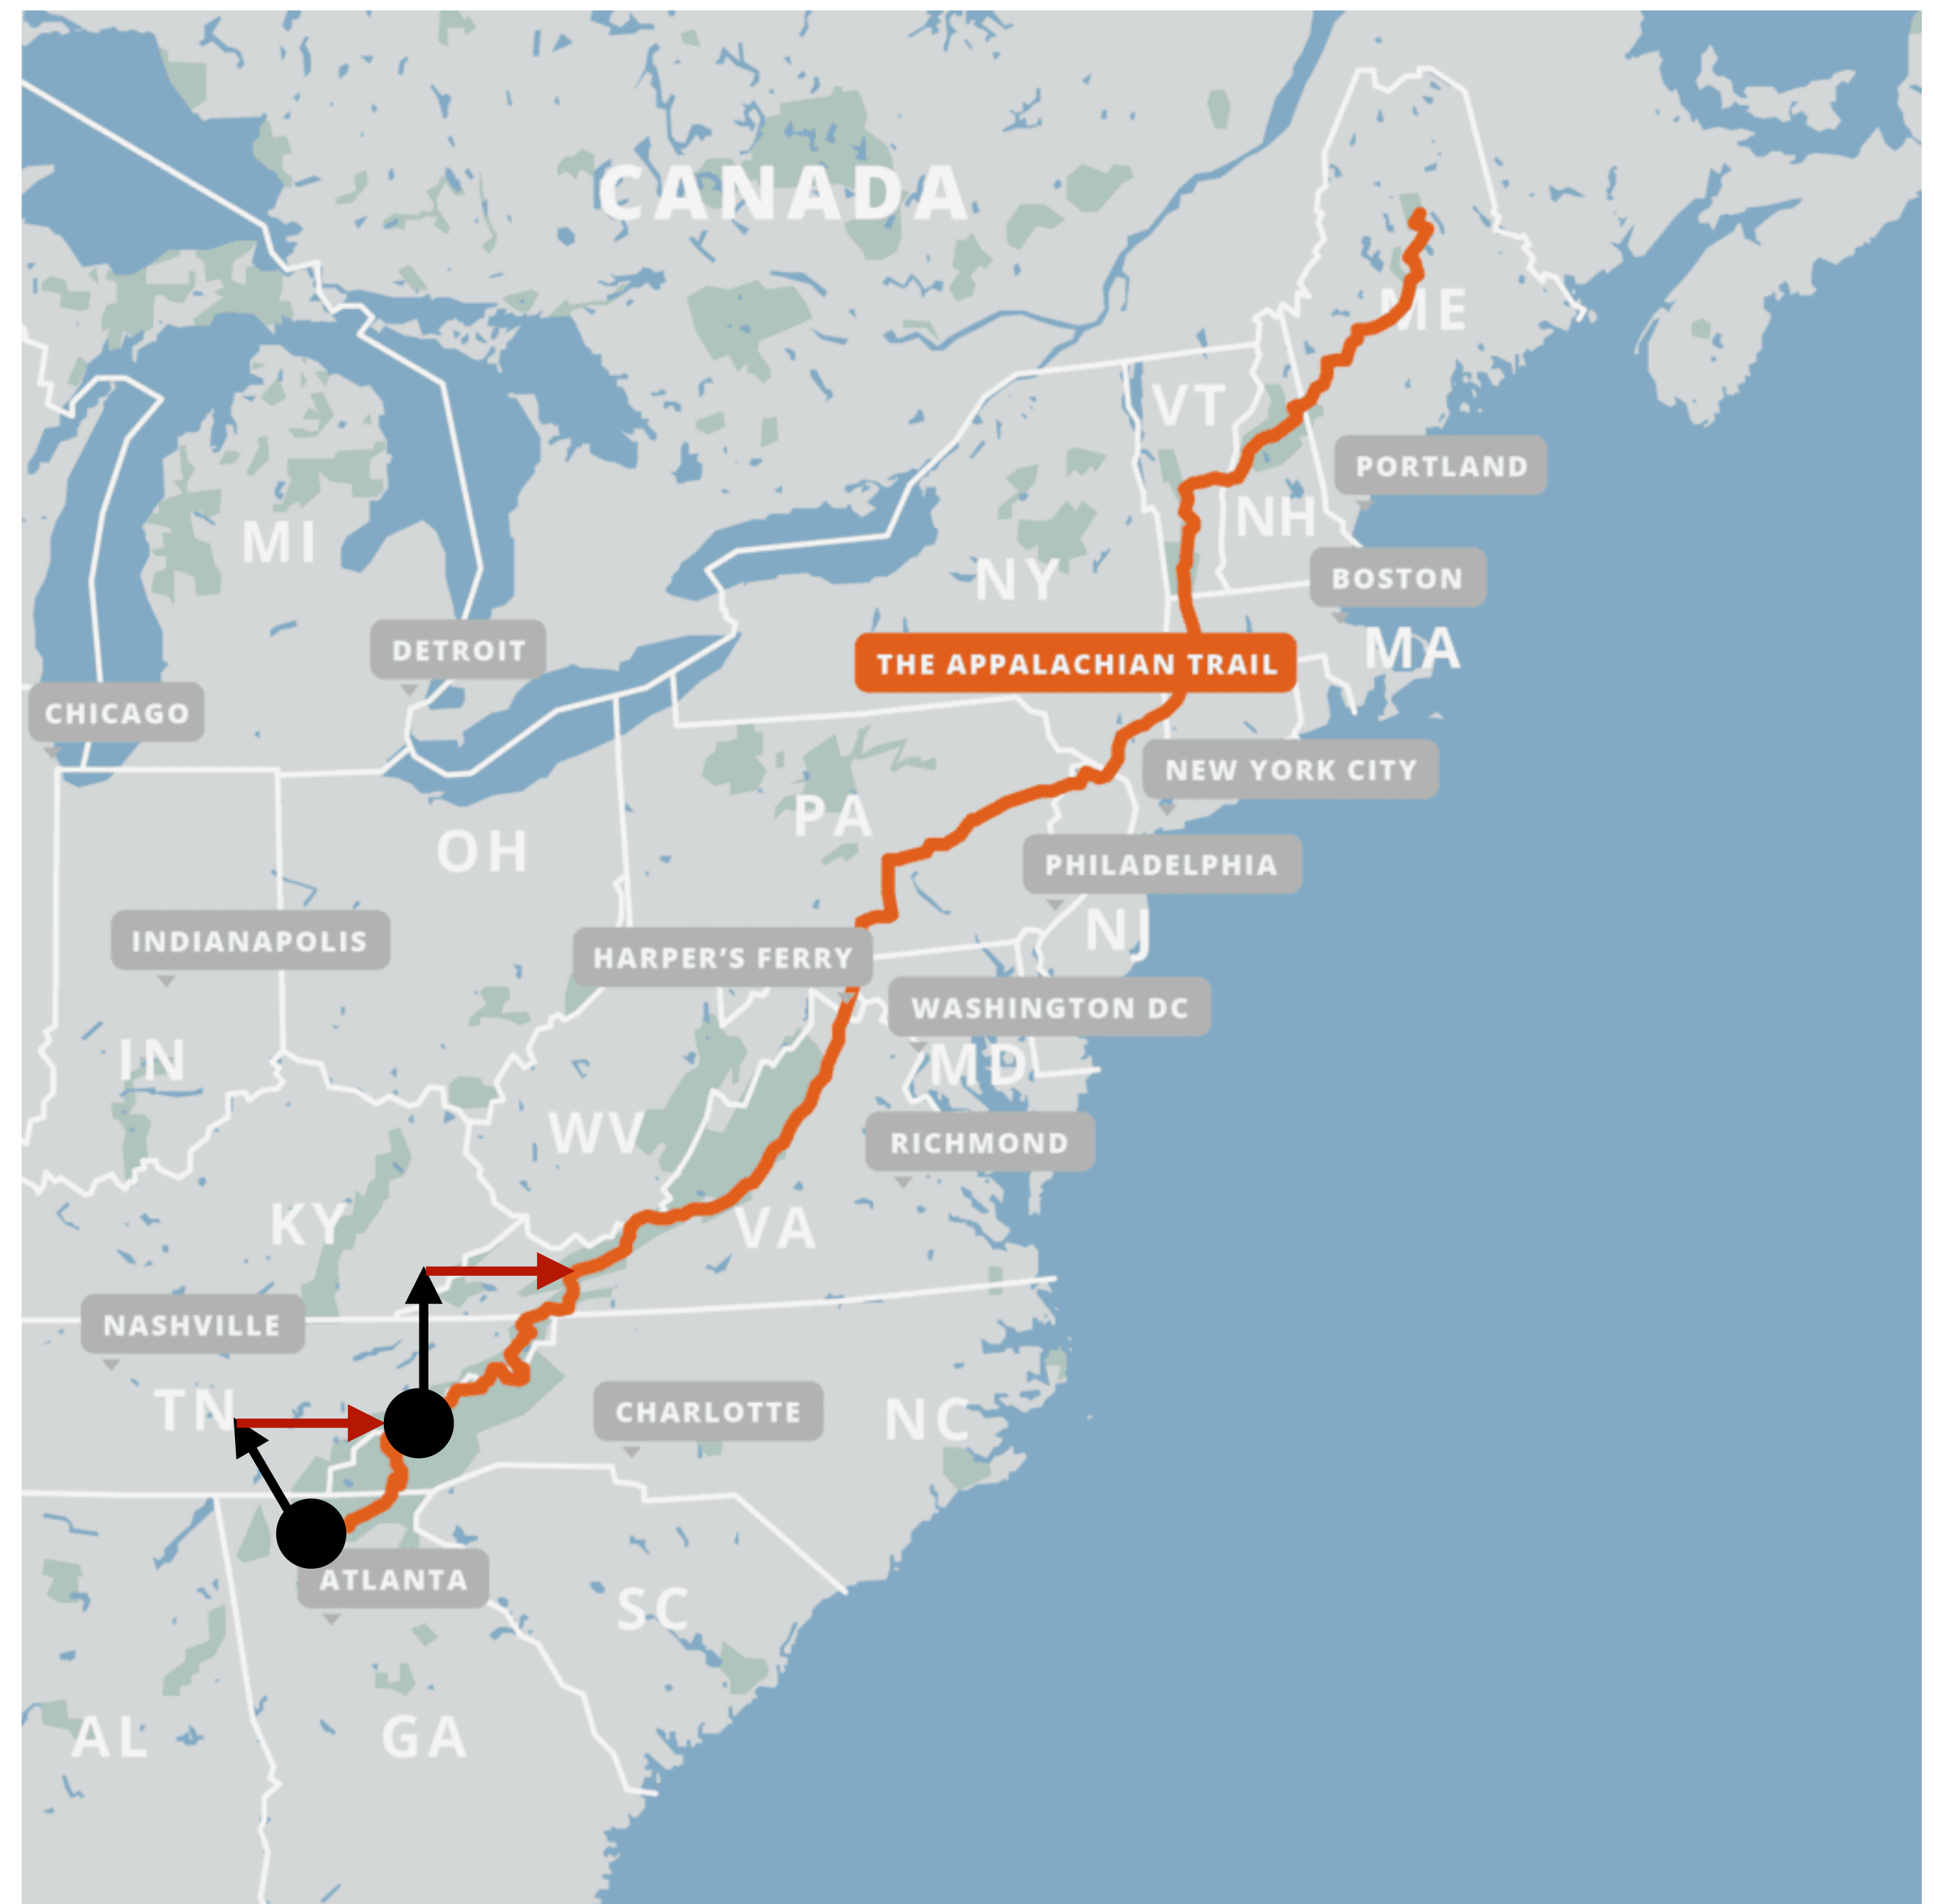 CANADA
ME
VT
PORTLAND
NH
MI
NY
BOSTON
MA
DETROIT
THE APPALACHIAN TRAIL
CHICAGO
NEW YORK CITY
PA
OH
PHILADELPHIA
NJ
INDIANAPOLIS
HARPER’S FERRY
WASHINGTON DC
IN
MD
WV
RICHMOND
KY
VA
NASHVILLE
TN
CHARLOTTE
NC
ATLANTA
SC
AL
GA